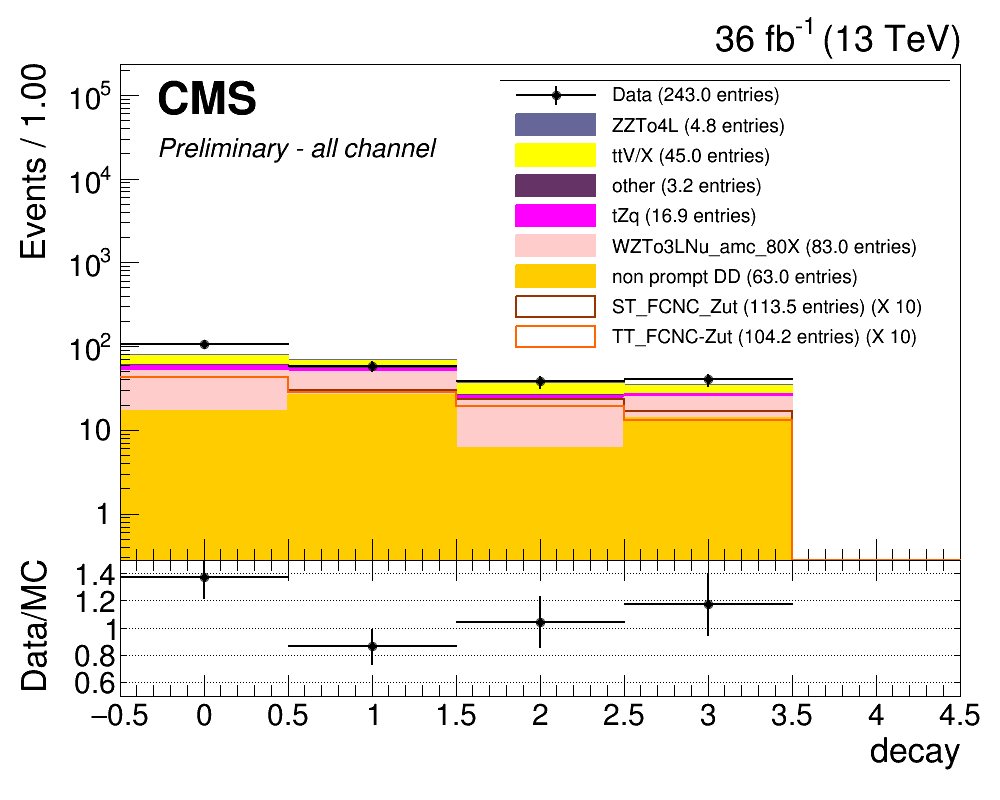 36 fb-1 (13 TeV)
Events / 1.00
CMS
Preliminary - all channel
Data (243.0 entries)
ZZTo4L (4.8 entries)
ttV/X (45.0 entries)
other (3.2 entries)
tZq (16.9 entries)
WZTo3LNu_amc_80X (83.0 entries)
non prompt DD (63.0 entries)
ST_FCNC_Zut (113.5 entries) (X 10)
TT_FCNC-Zut (104.2 entries) (X 10)
10^5
10^4
10^3
10^2
10
1
Data/MC
1.4
1.2
1
0.8
0.6
−0.5 0 0.5 1 1.5 2 2.5 3 3.5 4 4.5
decay